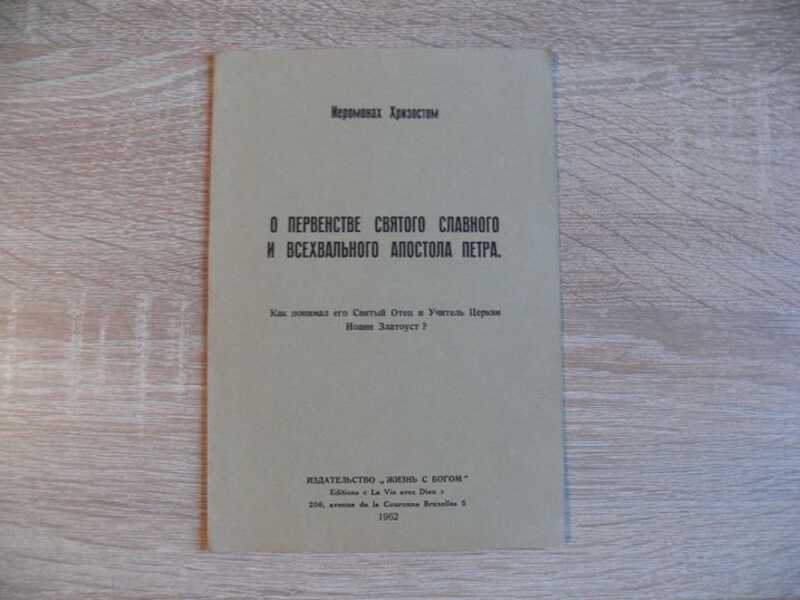 Иеромонах Хризостом
О ПЕРВЕНСТВЕ СВЯТОГО СЛАВНОГО
И ВСЕХВАЛЬНОГО АПОСТОЛА ПЕТРА.
Как понимал его Святый Отец и Учитель Церкви
Иоанн Златоуст ?
ИЗДАТЕЛЬСТВО „ЖИЗНЬ С БОГОМ"
Editions « La Vie avec Dieu »
206, avenue de la Couronne Bruxelles 5
1962